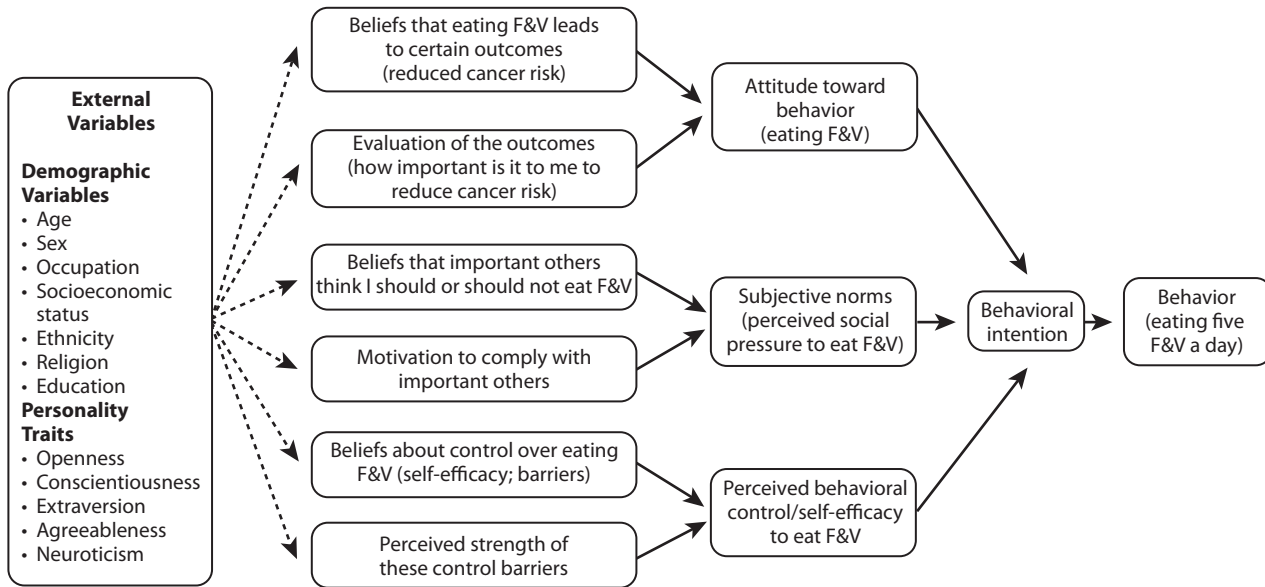 External
Variables
Demographic
Variables
• Age
• Sex
• Occupation
• Socioeconomic
status
• Ethnicity
• Religion
• Education
Personality
Traits
• Openness
• Conscientiousness
• Extraversion
• Agreeableness
• Neuroticism
Beliefs that eating F&V leads
to certain outcomes
(reduced cancer risk)
Evaluation of the outcomes
(how important is it to me to
reduce cancer risk)
Beliefs that important others
think I should or should not eat F&V
Motivation to comply with
important others
Beliefs about control over eating
F&V (self-efficacy; barriers)
Perceived strength of
these control barriers
Attitude toward
behavior
(eating F&V)
Subjective norms
(perceived social
pressure to eat F&V)
Perceived behavioral
control/self-efficacy
to eat F&V
Behavioral
intention
Behavior
(eating five
F&V a day)